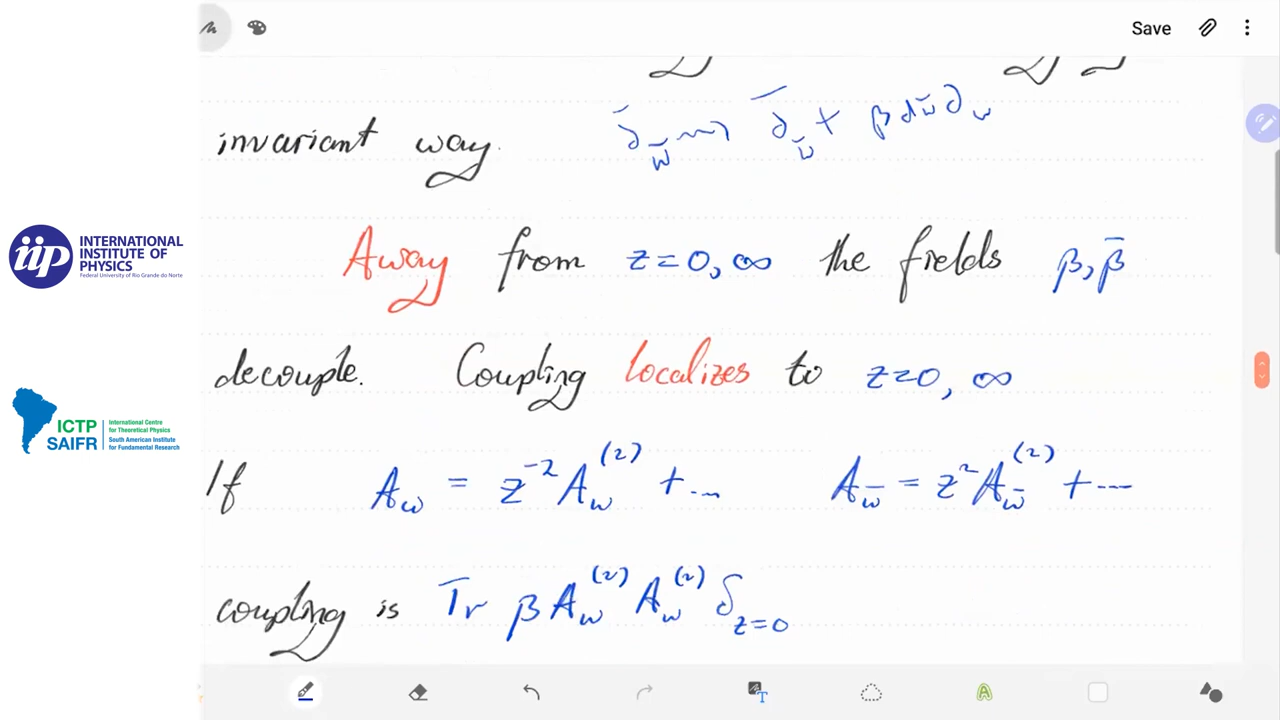 Save
invariant way. ∂̄_w̄ ⇝ ∂̄_w̄ + β dw̄ ∂_w
Away from z=0, ∞ the fields β, β̄
decouple. Coupling localizes to z=0, ∞
If A_w = z^{-2} A_w^{(2)} + ... A_w̄ = z^2 A_w̄^{(2)} + ...
coupling is Tr β A_w^{(2)} A_w^{(2)} δ_{z=0}
iip INTERNATIONAL
INSTITUTE OF
PHYSICS
Federal University of Rio Grande do Norte
ICTP
SAIFR
International Centre
for Theoretical Physics
South American Institute
for Fundamental Research
T
A